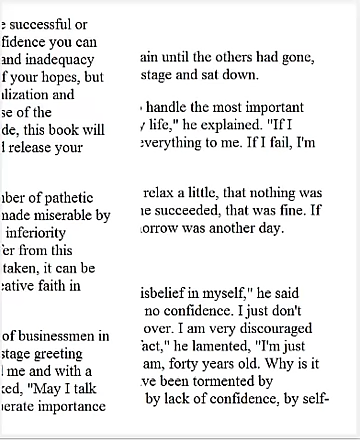 successful or
fidence you can
and inadequacy
f your hopes, but
lization and
se of the
de, this book will
release your
ber of pathetic
made miserable by
inferiority
er from this
taken, it can be
eative faith in
of businessmen in
stage greeting
me and with a
ked, "May I talk
perate importance
ain until the others had gone,
stage and sat down.
handle the most important
y life," he explained. "If I
everything to me. If I fail, I'm
relax a little, that nothing was
he succeeded, that was fine. If
orrow was another day.
isbelief in myself," he said
no confidence. I just don't
over. I am very discouraged
fact," he lamented, "I'm just
am, forty years old. Why is it
ve been tormented by
by lack of confidence, by self-